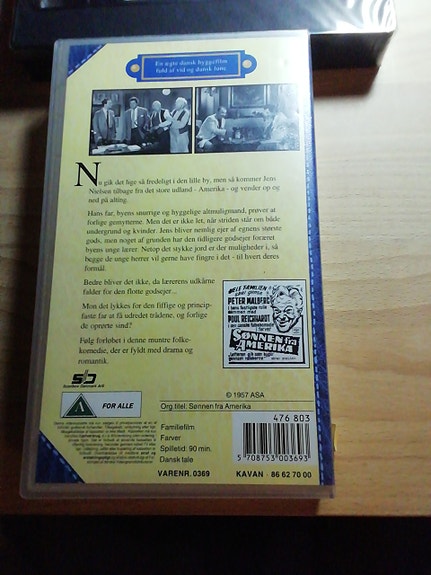 En ægte dansk hyggefilm
fuld af vid og dansk lune
Nu gik det lige så fredeligt i den lille by, men så kommer Jens
Nielsen tilbage fra det store udland - Amerika - og vender op og
ned på alting.
Hans far, byens snurrige og hyggelige altmuligmand, prøver at
forlige gemytterne. Men det er ikke let, når striden står om både
undergrund og kvinder. Jens bliver nemlig ejer af egnens største
gods, men noget af grunden har den tidligere godsejer foræret
byens unge lærer. Netop det stykke jord er der muligheder i, så
begge de unge herrer vil gerne have fingre i det - til hvert deres
formål.
Bedre bliver det ikke, da lærerens udkårne
falder for den flotte godsejer...
Mon det lykkes for den fiffige og princip-
faste far at få udredet trådene, og forlige
de oprørte sind?
Følg forløbet i denne muntre folke-
komedie, der er fyldt med drama og
romantik.
HELE FAMILIEN
PETER MALBERG
POUL REICHHARDT
SØNNEN fra
AMERIKA
Scanbox Danmark A/S
A
FOR ALLE
© 1957 ASA
Org.titel: Sønnen fra Amerika
Familiefilm
Farver
Spilletid: 90 min.
Dansk tale
VARENR. 0369
476 803
5 708753 003693
KAVAN - 86 62 70 00